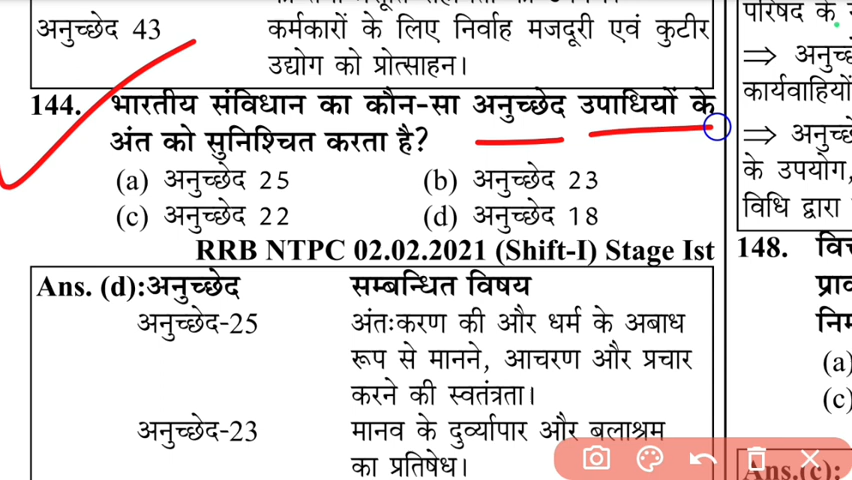 अनुच्छेद 43
कर्मकारों के लिए निर्वाह मजदूरी एवं कुटीर
उद्योग को प्रोत्साहन।
144. भारतीय संविधान का कौन-सा अनुच्छेद उपाधियों के
अंत को सुनिश्चित करता है?
(a) अनुच्छेद 25 (b) अनुच्छेद 23
(c) अनुच्छेद 22 (d) अनुच्छेद 18
RRB NTPC 02.02.2021 (Shift-I) Stage Ist
Ans. (d): अनुच्छेद सम्बन्धित विषय
अनुच्छेद-25 अंतःकरण की और धर्म के अबाध
रूप से मानने, आचरण और प्रचार
करने की स्वतंत्रता।
अनुच्छेद-23 मानव के दुर्व्यापार और बलाश्रम
का प्रतिषेध।
परिषद के
⇒
कार्यवाहियों
⇒
के उपयोग,
विधि द्वारा
148.
(a)
(c)
Ans.(c):